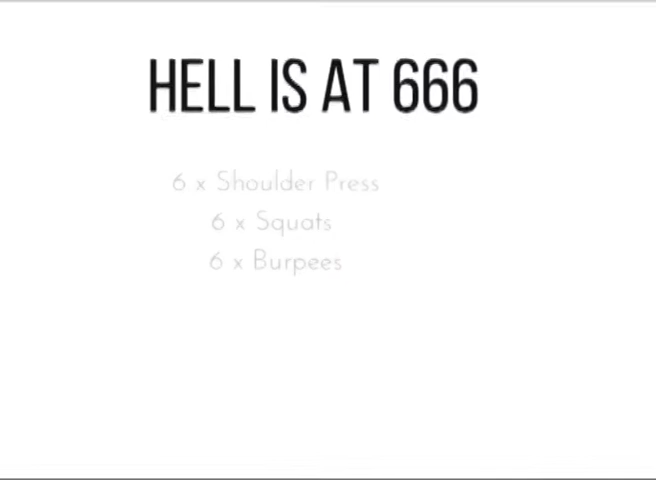 HELL IS AT 666
6 x Shoulder Press
6 x Squats
6 x Burpees